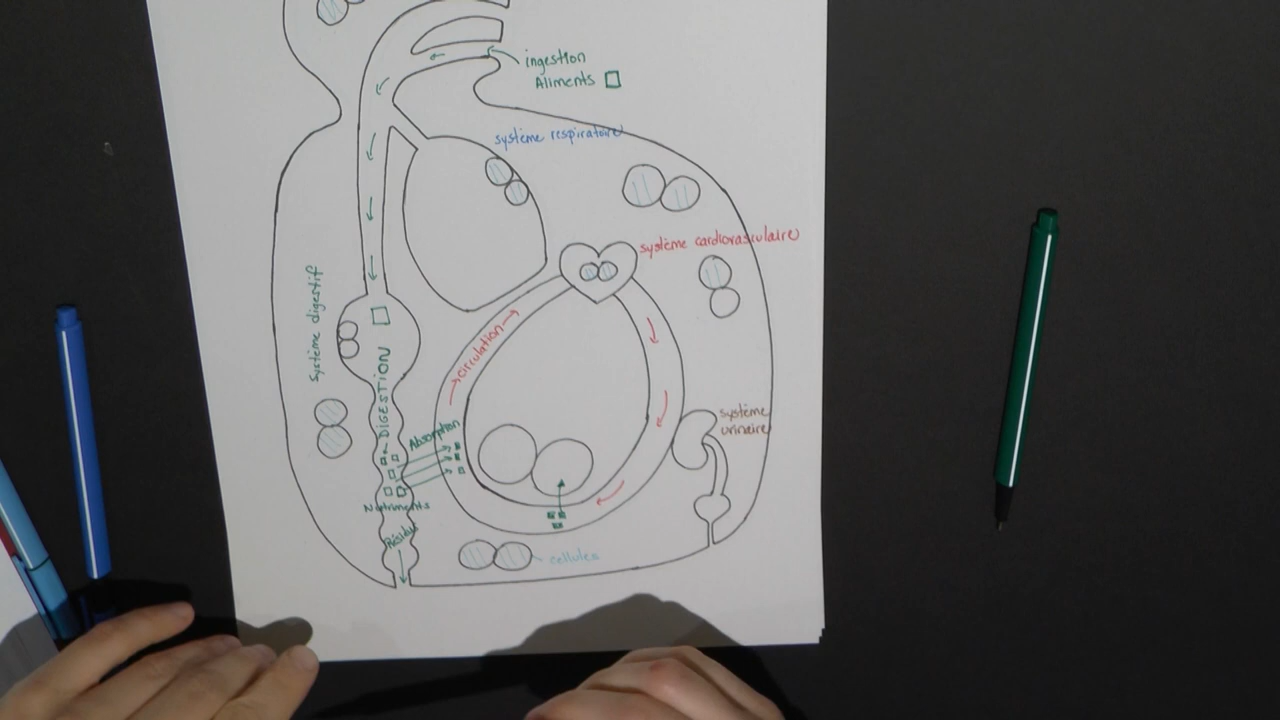 ingestion
Aliments
système respiratoire
système cardiovasculaire
système digestif
DIGESTION
circulation
Absorption
système
urinaire
Nutriments
Résidus
cellules